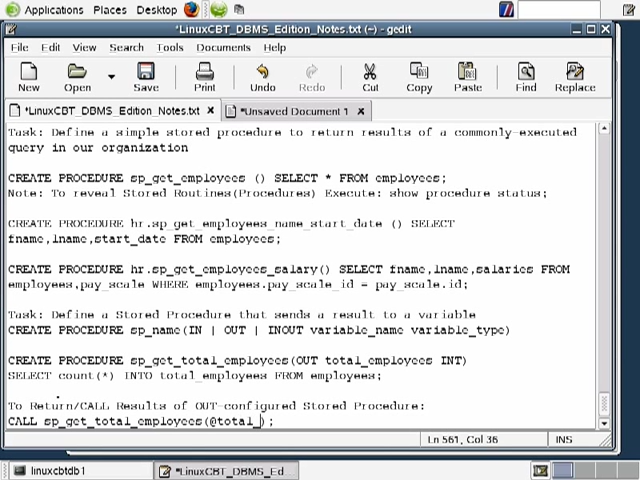 Applications Places Desktop
*LinuxCBT_DBMS_Edition_Notes.txt (~) - gedit
File Edit View Search Tools Documents Help
New Open Save Print Undo Redo Cut Copy Paste Find Replace
*LinuxCBT_DBMS_Edition_Notes.txt x *Unsaved Document 1 x
Task: Define a simple stored procedure to return results of a commonly-executed
query in our organization
CREATE PROCEDURE sp_get_employees () SELECT * FROM employees;
Note: To reveal Stored Routines(Procedures) Execute: show procedure status;
CREATE PROCEDURE hr.sp_get_employees_name_start_date () SELECT
fname,lname,start_date FROM employees;
CREATE PROCEDURE hr.sp_get_employees_salary() SELECT fname,lname,salaries FROM
employees,pay_scale WHERE employees.pay_scale_id = pay_scale.id;
Task: Define a Stored Procedure that sends a result to a variable
CREATE PROCEDURE sp_name(IN | OUT | INOUT variable_name variable_type)
CREATE PROCEDURE sp_get_total_employees(OUT total_employees INT)
SELECT count(*) INTO total_employees FROM employees;
To Return/CALL Results of OUT-configured Stored Procedure:
CALL sp_get_total_employees(@total_);
Ln 561, Col 36 INS
linuxcbtdb1 *LinuxCBT_DBMS_Ed...